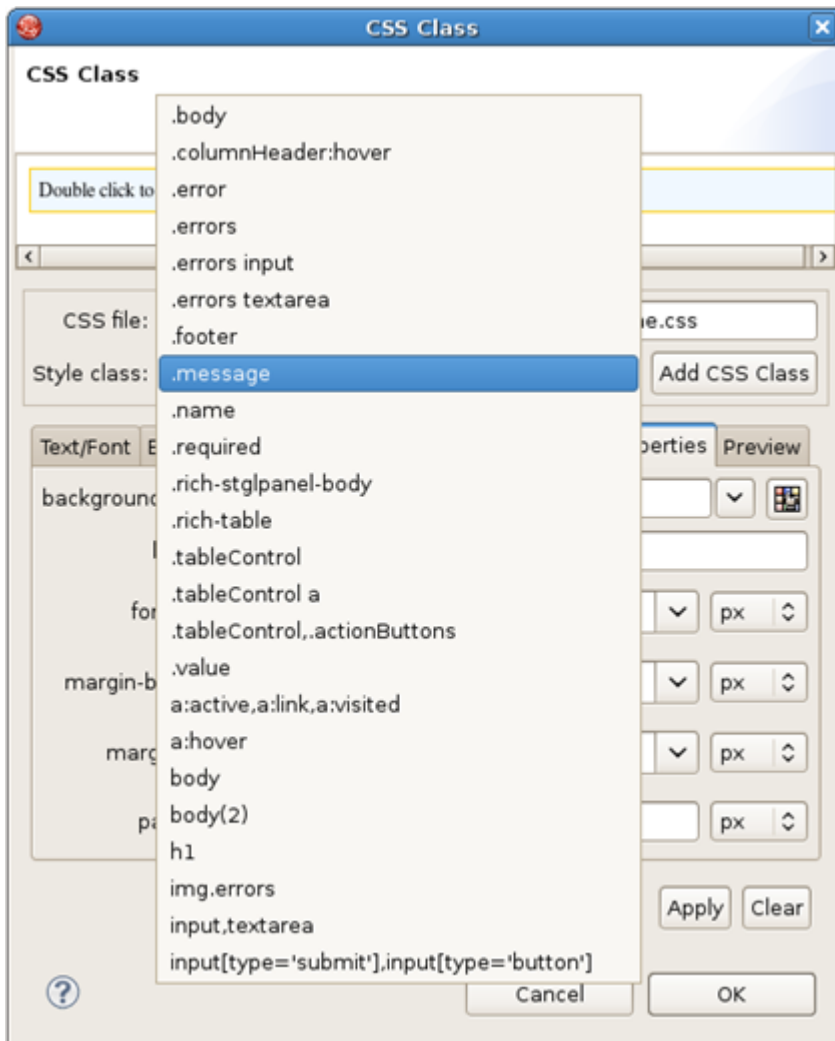 CSS Class
CSS Class
Double click to
.body
.columnHeader:hover
.error
.errors
.errors input
.errors textarea
.footer
.message
.name
.required
.rich-stglpanel-body
.rich-table
.tableControl
.tableControl a
.tableControl,.actionButtons
.value
a:active,a:link,a:visited
a:hover
body
body(2)
h1
img.errors
input,textarea
input[type='submit'],input[type='button']
CSS file:
e.css
Style class:
Add CSS Class
Text/Font
Preview
background
px
margin-b
px
px
px
Apply
Clear
?
Cancel
OK